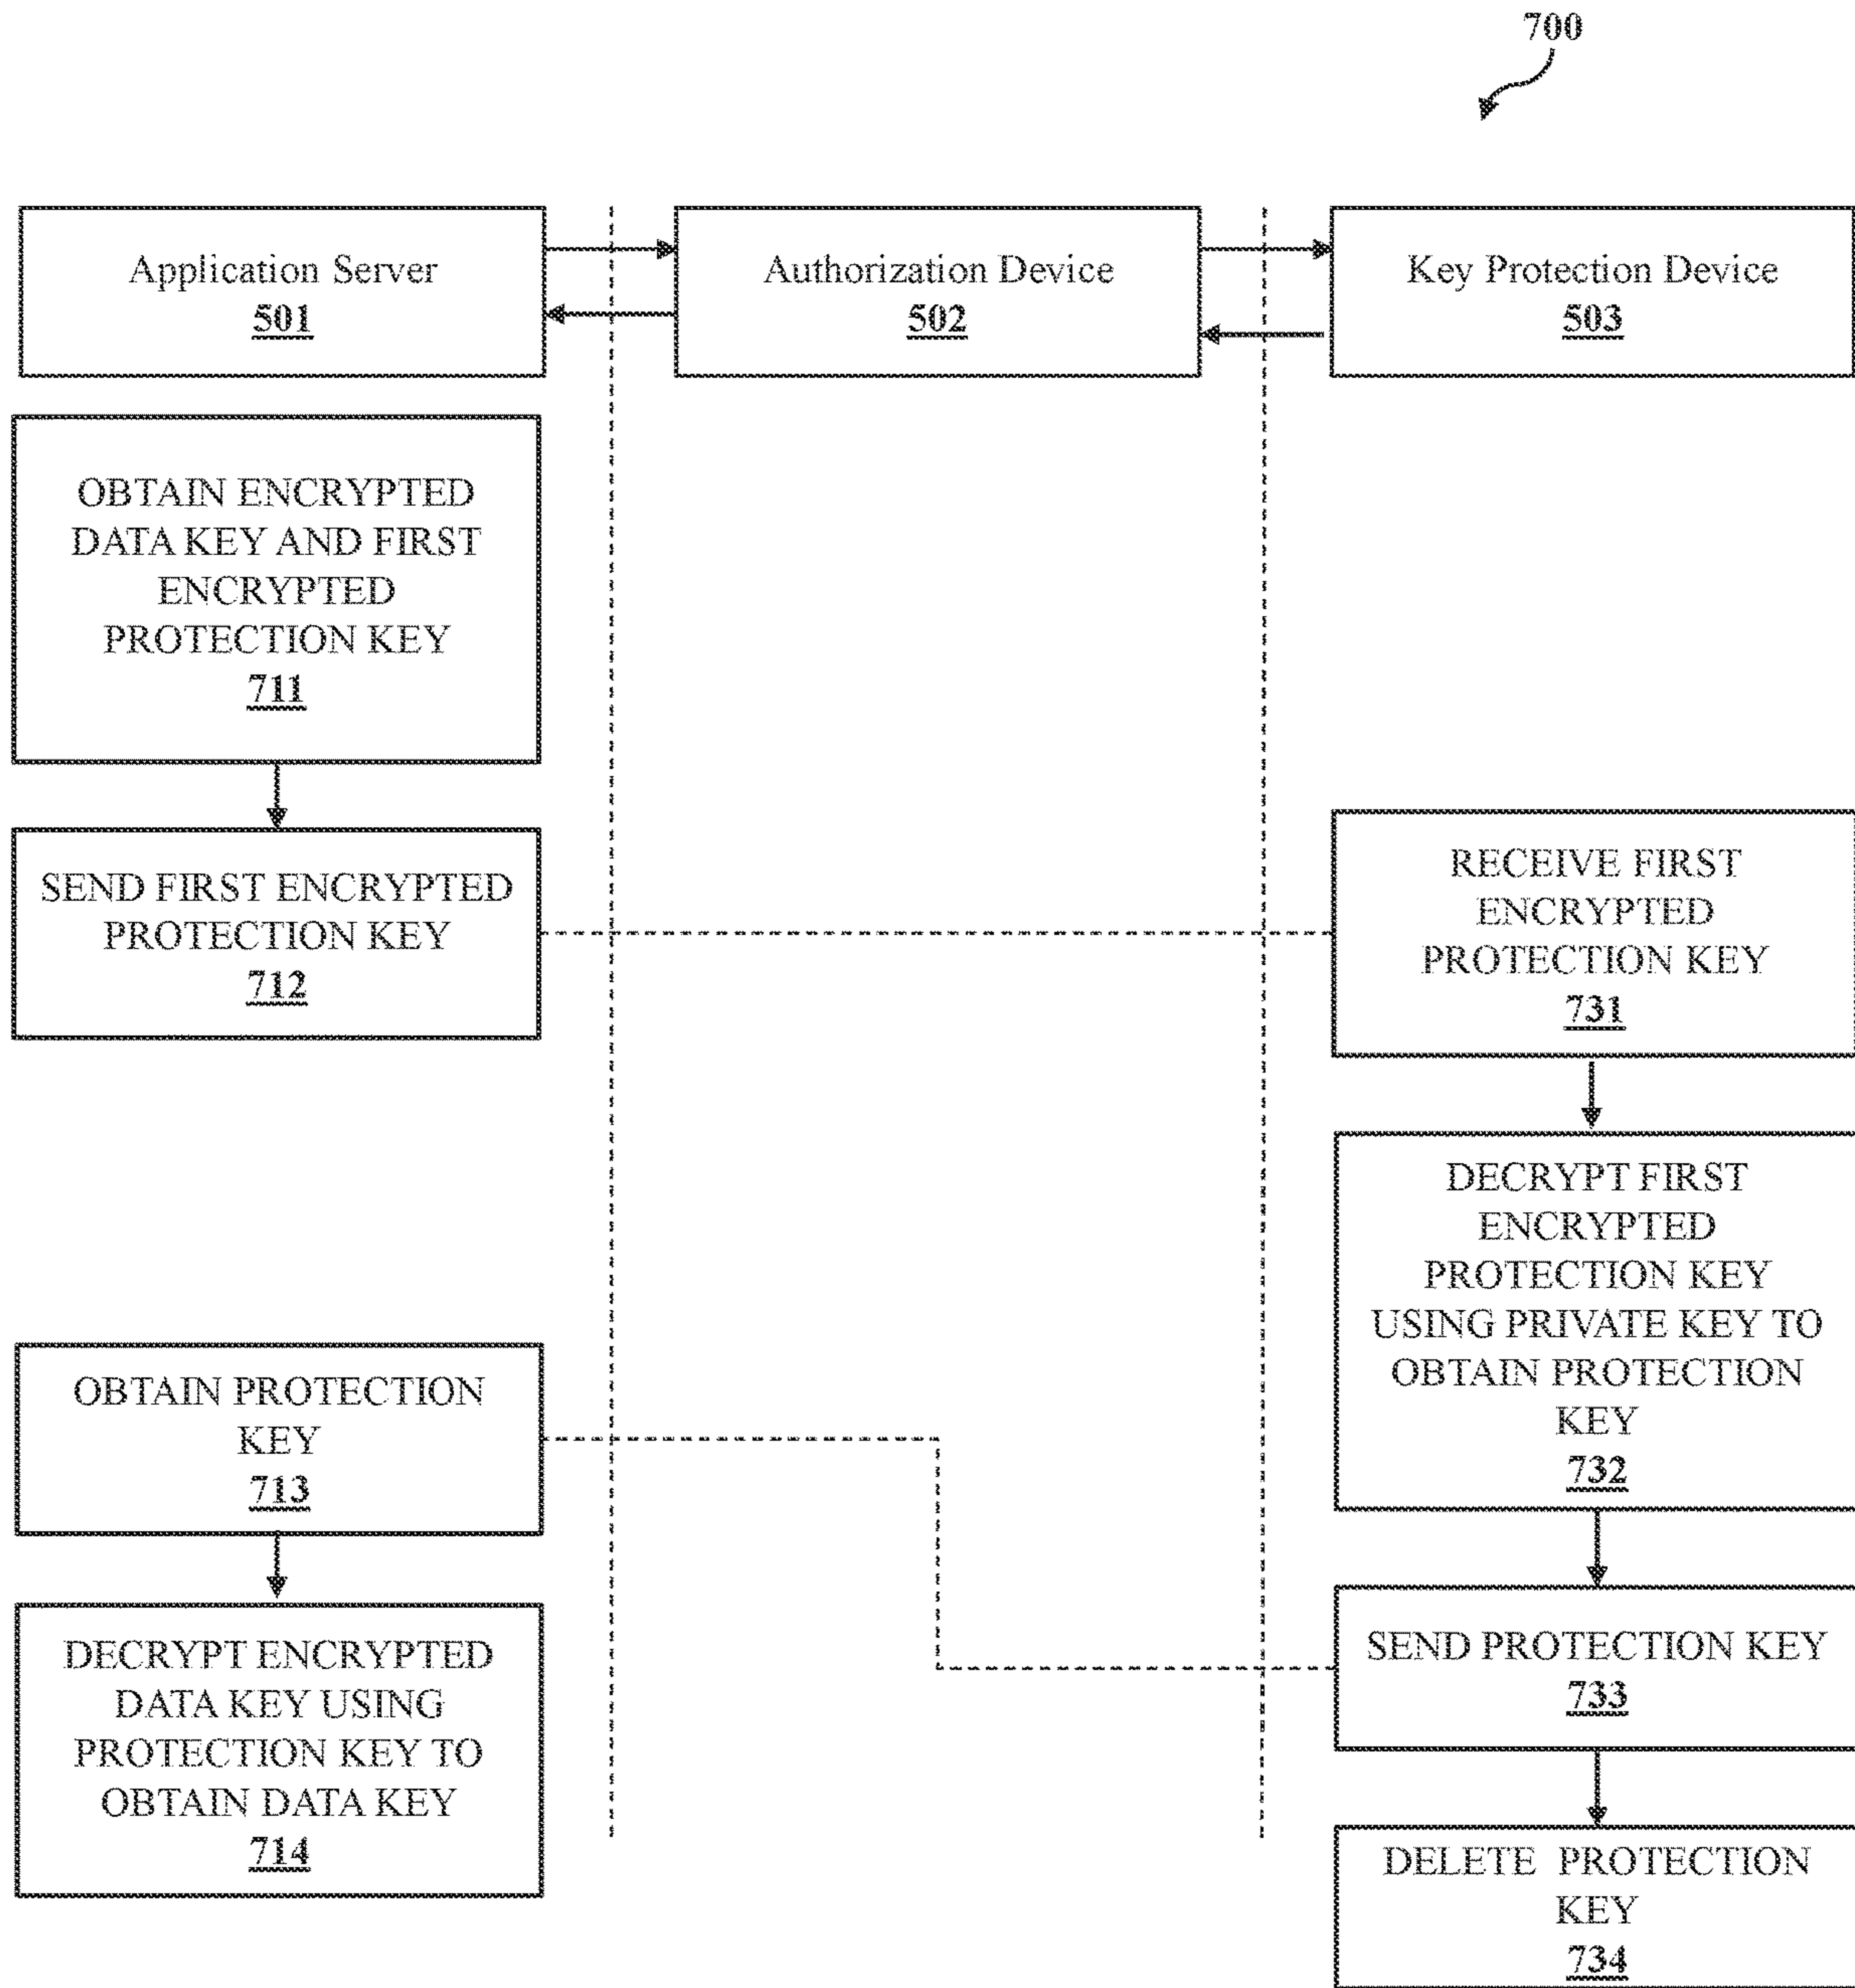 700
Application Server
501
Authorization Device
502
Key Protection Device
503
OBTAIN ENCRYPTED
DATA KEY AND FIRST
ENCRYPTED
PROTECTION KEY
711
SEND FIRST ENCRYPTED
PROTECTION KEY
712
RECEIVE FIRST
ENCRYPTED
PROTECTION KEY
731
DECRYPT FIRST
ENCRYPTED
PROTECTION KEY
USING PRIVATE KEY TO
OBTAIN PROTECTION
KEY
732
OBTAIN PROTECTION
KEY
713
DECRYPT ENCRYPTED
DATA KEY USING
PROTECTION KEY TO
OBTAIN DATA KEY
714
SEND PROTECTION KEY
733
DELETE PROTECTION
KEY
734